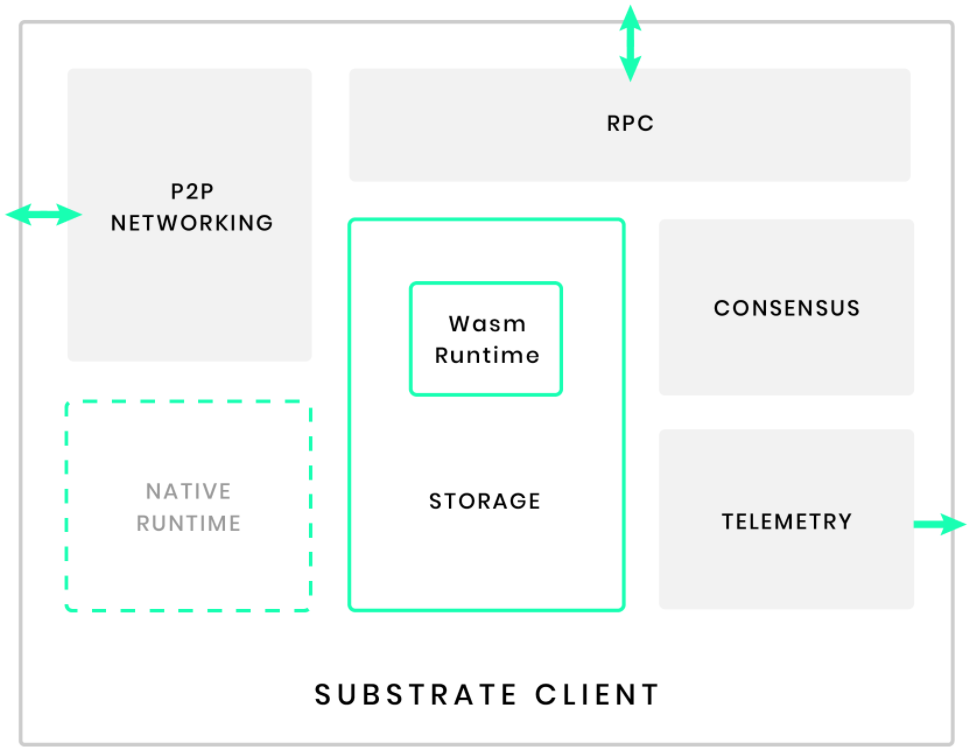 RPC
P2P
NETWORKING
Wasm
Runtime
CONSENSUS
NATIVE
RUNTIME
STORAGE
TELEMETRY
SUBSTRATE CLIENT